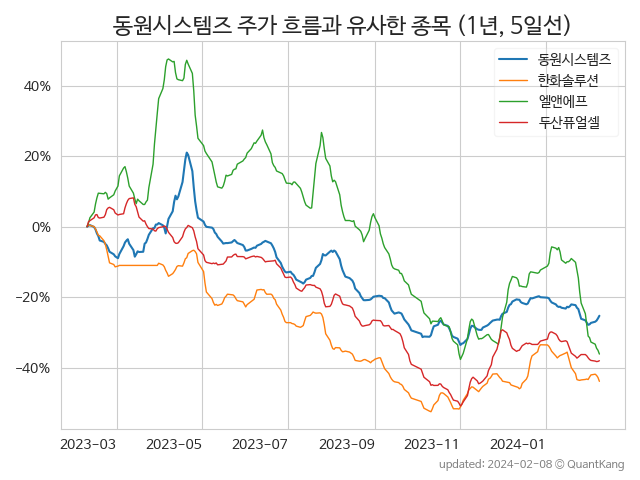 동원시스템즈 주가 흐름과 유사한 종목 (1년, 5일선)
동원시스템즈
한화솔루션
엘앤에프
두산퓨얼셀
40%
20%
0%
−20%
−40%
2023-03 2023-05 2023-07 2023-09 2023-11 2024-01
updated: 2024-02-08 © QuantKang